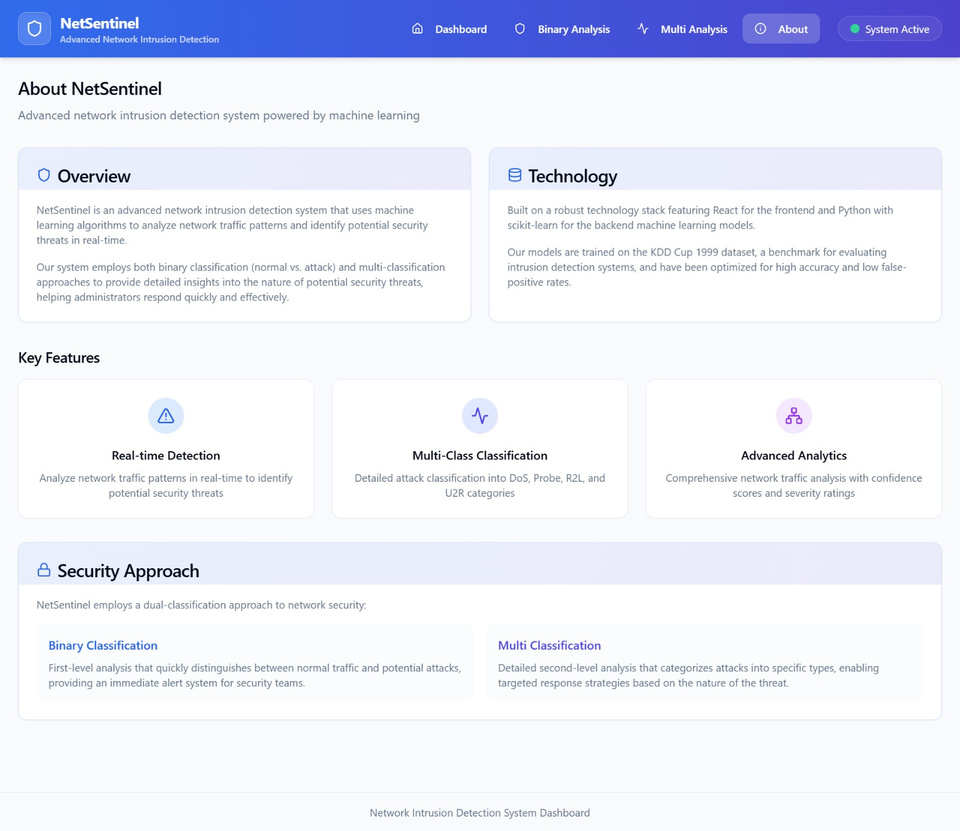 NetSentinel
Advanced Network Intrusion Detection
Dashboard
Binary Analysis
Multi Analysis
About
System Active
About NetSentinel
Advanced network intrusion detection system powered by machine learning
Overview
NetSentinel is an advanced network intrusion detection system that uses machine
learning algorithms to analyze network traffic patterns and identify potential security
threats in real-time.
Our system employs both binary classification (normal vs. attack) and multi-classification
approaches to provide detailed insights into the nature of potential security threats,
helping administrators respond quickly and effectively.
Technology
Built on a robust technology stack featuring React for the frontend and Python with
scikit-learn for the backend machine learning models.
Our models are trained on the KDD Cup 1999 dataset, a benchmark for evaluating
intrusion detection systems, and have been optimized for high accuracy and low false-
positive rates.
Key Features
Real-time Detection
Analyze network traffic patterns in real-time to identify
potential security threats
Multi-Class Classification
Detailed attack classification into DoS, Probe, R2L, and
U2R categories
Advanced Analytics
Comprehensive network traffic analysis with confidence
scores and severity ratings
Security Approach
NetSentinel employs a dual-classification approach to network security:
Binary Classification
First-level analysis that quickly distinguishes between normal traffic and potential attacks,
providing an immediate alert system for security teams.
Multi Classification
Detailed second-level analysis that categorizes attacks into specific types, enabling
targeted response strategies based on the nature of the threat.
Network Intrusion Detection System Dashboard